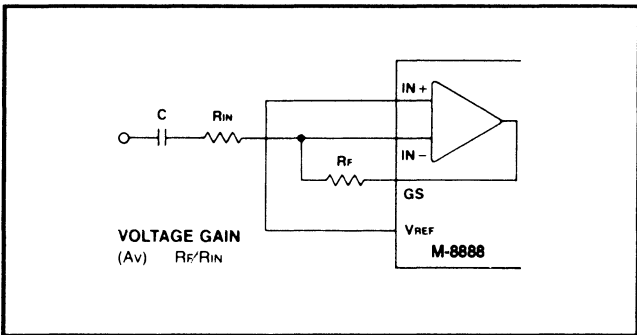 IN +
C
RIN
IN −
RF
GS
VREF
VOLTAGE GAIN
(AV) RF/RIN
M-8888